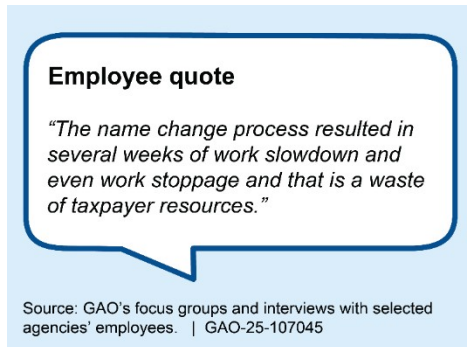 Employee quote
“The name change process resulted in
several weeks of work slowdown and
even work stoppage and that is a waste
of taxpayer resources.”
Source: GAO’s focus groups and interviews with selected
agencies’ employees. | GAO-25-107045